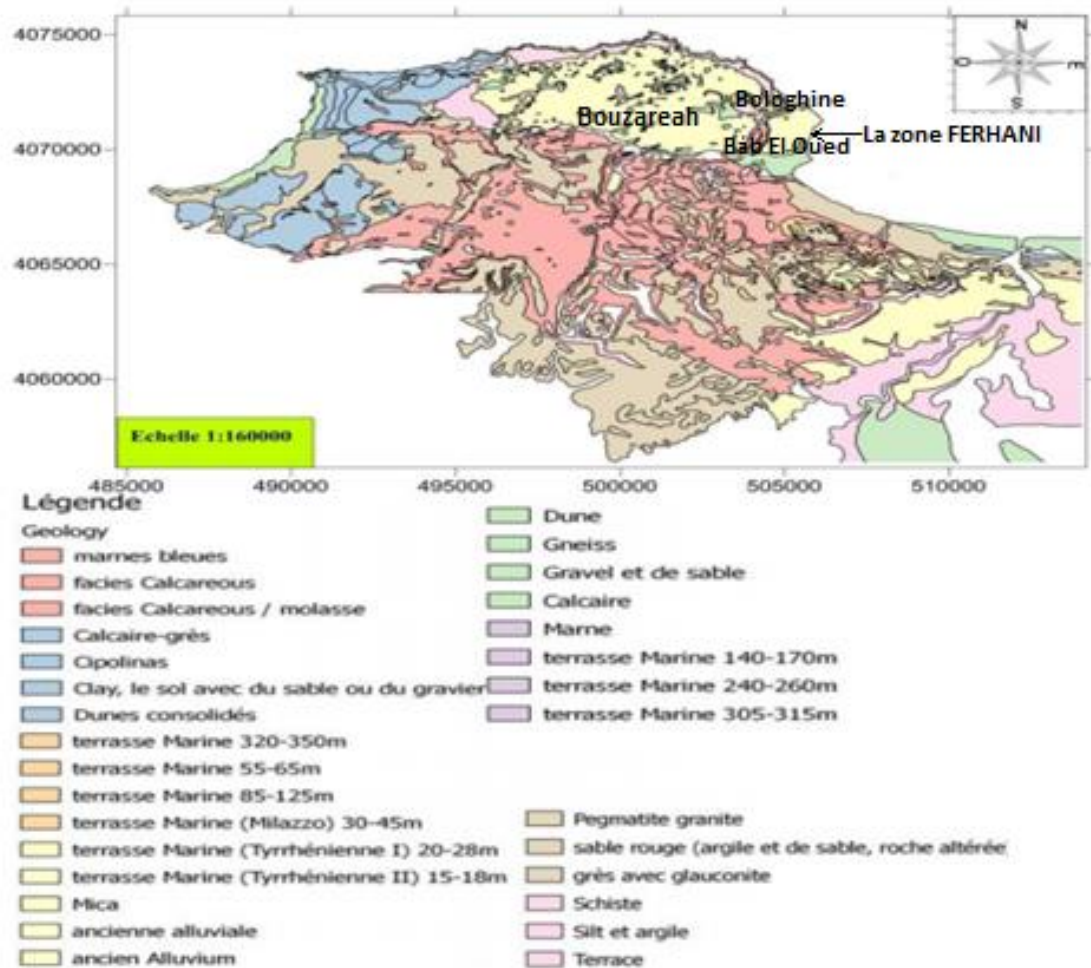 4075000
N
O
E
S
Bologhine
Bouzareah
La zone FERHANI
4070000
Bab El Oued
4065000
4060000
Echelle 1:160000
485000 490000 495000 500000 505000 510000
Légende
Geology
marnes bleues
facies Calcareous
facies Calcareous / molasse
Calcaire-grès
Cipolinas
Clay, le sol avec du sable ou du gravier
Dunes consolidés
terrasse Marine 320-350m
terrasse Marine 55-65m
terrasse Marine 85-125m
terrasse Marine (Milazzo) 30-45m
terrasse Marine (Tyrrhénienne I) 20-28m
terrasse Marine (Tyrrhénienne II) 15-18m
Mica
ancienne alluviale
ancien Alluvium
Dune
Gneiss
Gravel et de sable
Calcaire
Marne
terrasse Marine 140-170m
terrasse Marine 240-260m
terrasse Marine 305-315m
Pegmatite granite
sable rouge (argile et de sable, roche altérée
grès avec glauconite
Schiste
Silt et argile
Terrace